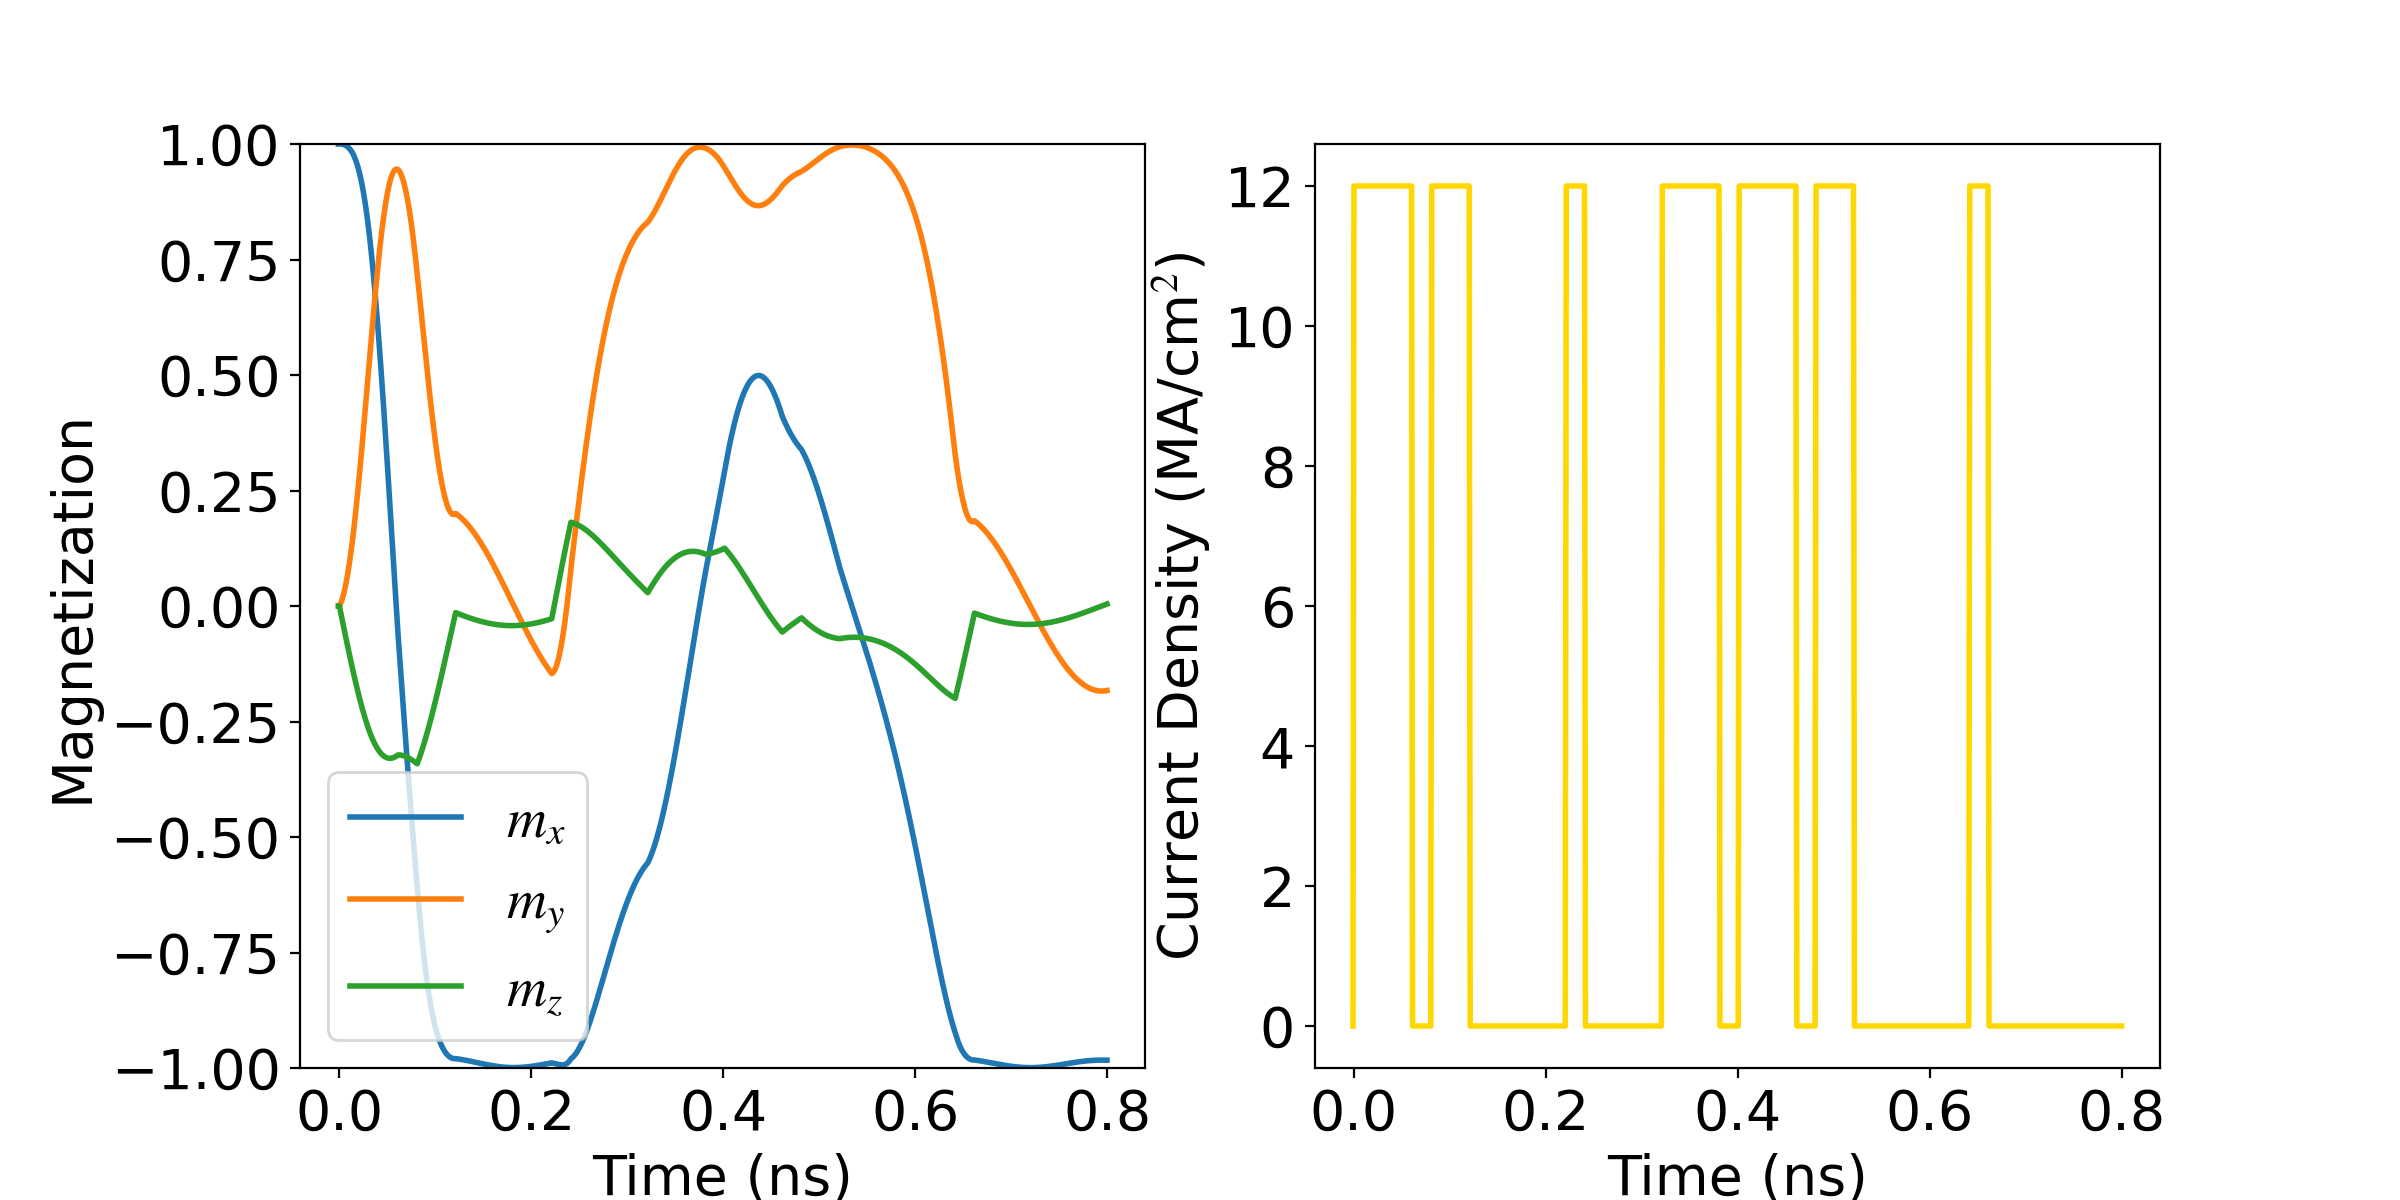 Magnetization
1.00
0.75
0.50
0.25
0.00
−0.25
−0.50
−0.75
−1.00
m_x
m_y
m_z
0.0 0.2 0.4 0.6 0.8
Time (ns)
Current Density (MA/cm²)
12
10
8
6
4
2
0
0.0 0.2 0.4 0.6 0.8
Time (ns)